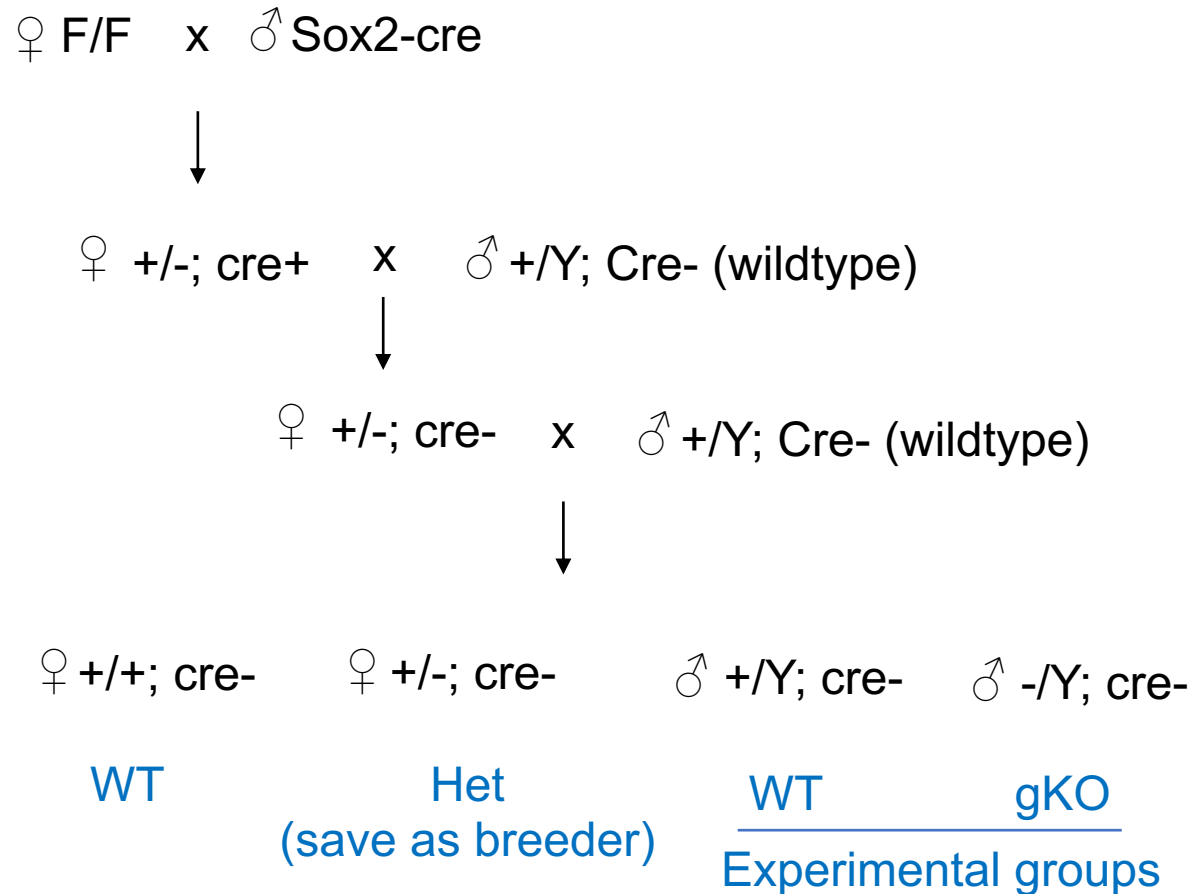 ♀ F/F x ♂ Sox2-cre
♀ +/-; cre+ x ♂ +/Y; Cre- (wildtype)
♀ +/-; cre- x ♂ +/Y; Cre- (wildtype)
♀ +/+; cre- ♀ +/-; cre- ♂ +/Y; cre- ♂ -/Y; cre-
WT Het WT gKO
(save as breeder)
Experimental groups